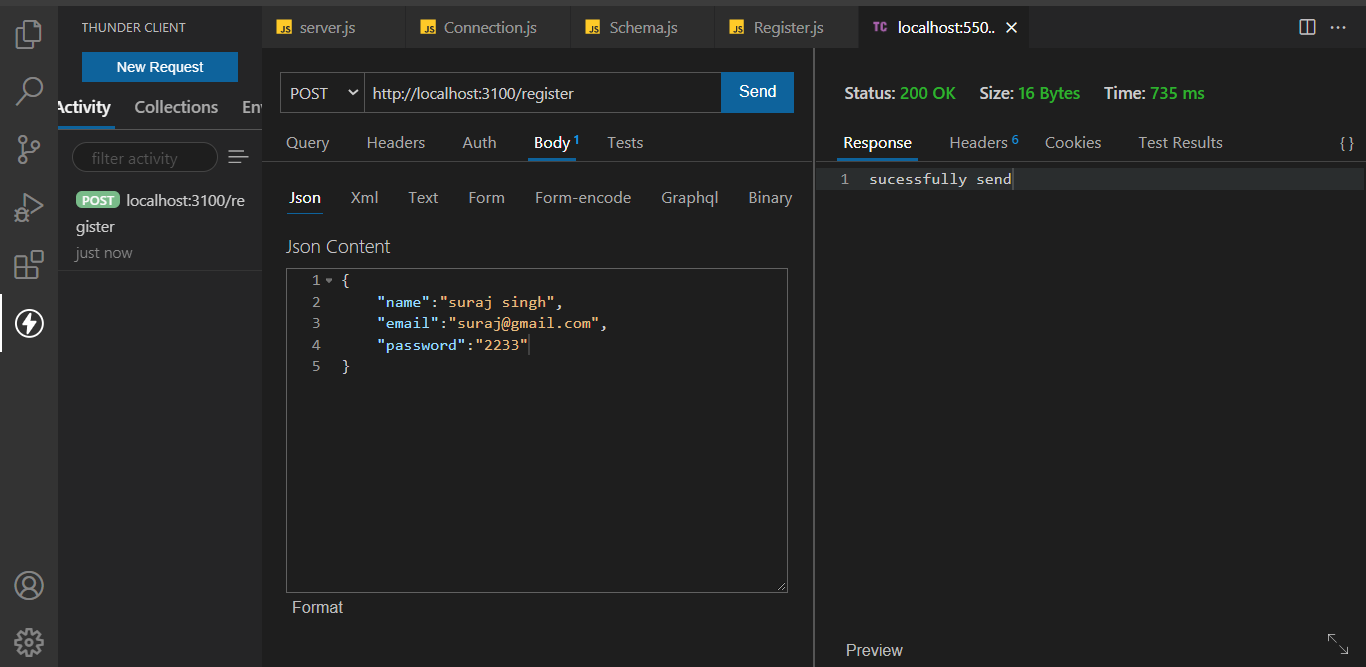 THUNDER CLIENT
New Request
Activity Collections En
filter activity
POST localhost:3100/re
gister
just now
JS server.js JS Connection.js JS Schema.js JS Register.js TC localhost:550..
POST http://localhost:3100/register Send
Query Headers Auth Body 1 Tests
Json Xml Text Form Form-encode Graphql Binary
Json Content
1 {
2 "name":"suraj singh",
3 "email":"suraj@gmail.com",
4 "password":"2233"
5 }
Format
Status: 200 OK Size: 16 Bytes Time: 735 ms
Response Headers 6 Cookies Test Results {}
1 sucessfully send
Preview